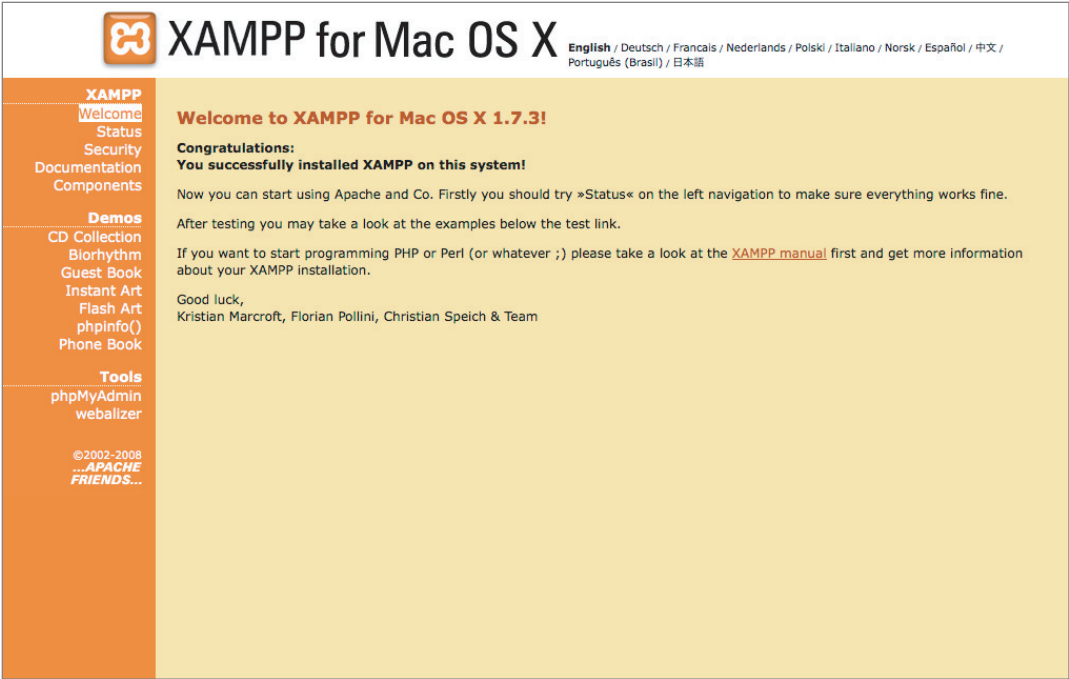 XAMPP for Mac OS X
English / Deutsch / Francais / Nederlands / Polski / Italiano / Norsk / Español / 中文 /
Português (Brasil) / 日本語
XAMPP
Welcome
Status
Security
Documentation
Components
Demos
CD Collection
Biorhythm
Guest Book
Instant Art
Flash Art
phpinfo()
Phone Book
Tools
phpMyAdmin
webalizer
©2002-2008
...APACHE
FRIENDS...
Welcome to XAMPP for Mac OS X 1.7.3!
Congratulations:
You successfully installed XAMPP on this system!
Now you can start using Apache and Co. Firstly you should try »Status« on the left navigation to make sure everything works fine.
After testing you may take a look at the examples below the test link.
If you want to start programming PHP or Perl (or whatever ;) please take a look at the XAMPP manual first and get more information
about your XAMPP installation.
Good luck,
Kristian Marcroft, Florian Pollini, Christian Speich & Team